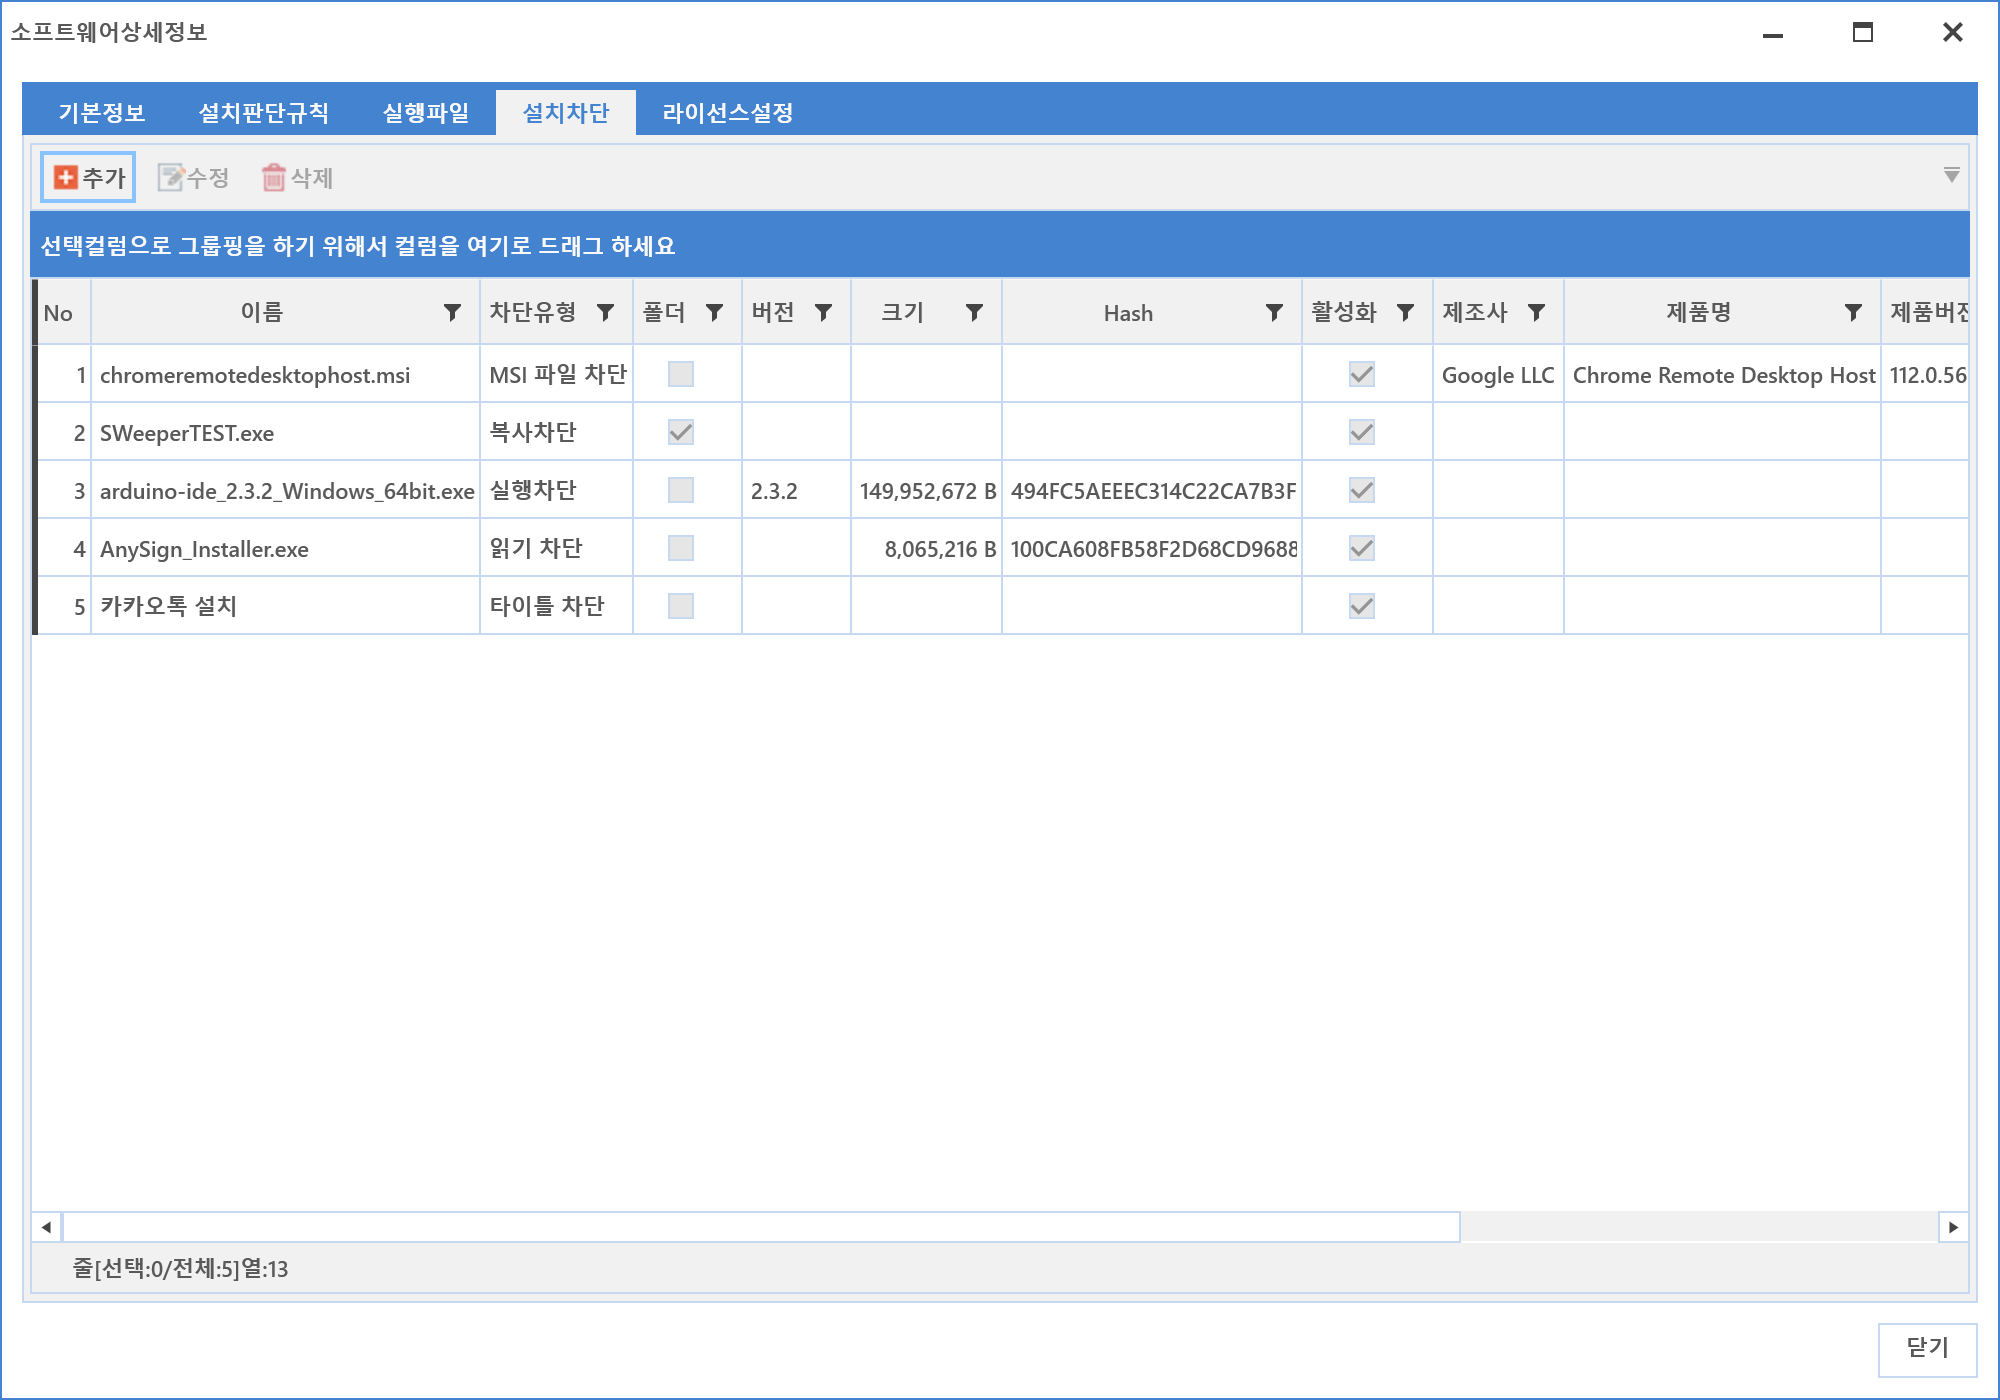 소프트웨어상세정보
기본정보 설치판단규칙 실행파일 설치차단 라이선스설정
추가 수정 삭제
선택컬럼으로 그룹핑을 하기 위해서 컬럼을 여기로 드래그 하세요
No 이름 차단유형 폴더 버전 크기 Hash 활성화 제조사 제품명 제품버전
1 chromeremotedesktophost.msi MSI 파일 차단 Google LLC Chrome Remote Desktop Host 112.0.56
2 SWeeperTEST.exe 복사차단
3 arduino-ide_2.3.2_Windows_64bit.exe 실행차단 2.3.2 149,952,672 B 494FC5AEEEC314C22CA7B3F
4 AnySign_Installer.exe 읽기 차단 8,065,216 B 100CA608FB58F2D68CD9688
5 카카오톡 설치 타이틀 차단
줄[선택:0/전체:5]열:13
닫기